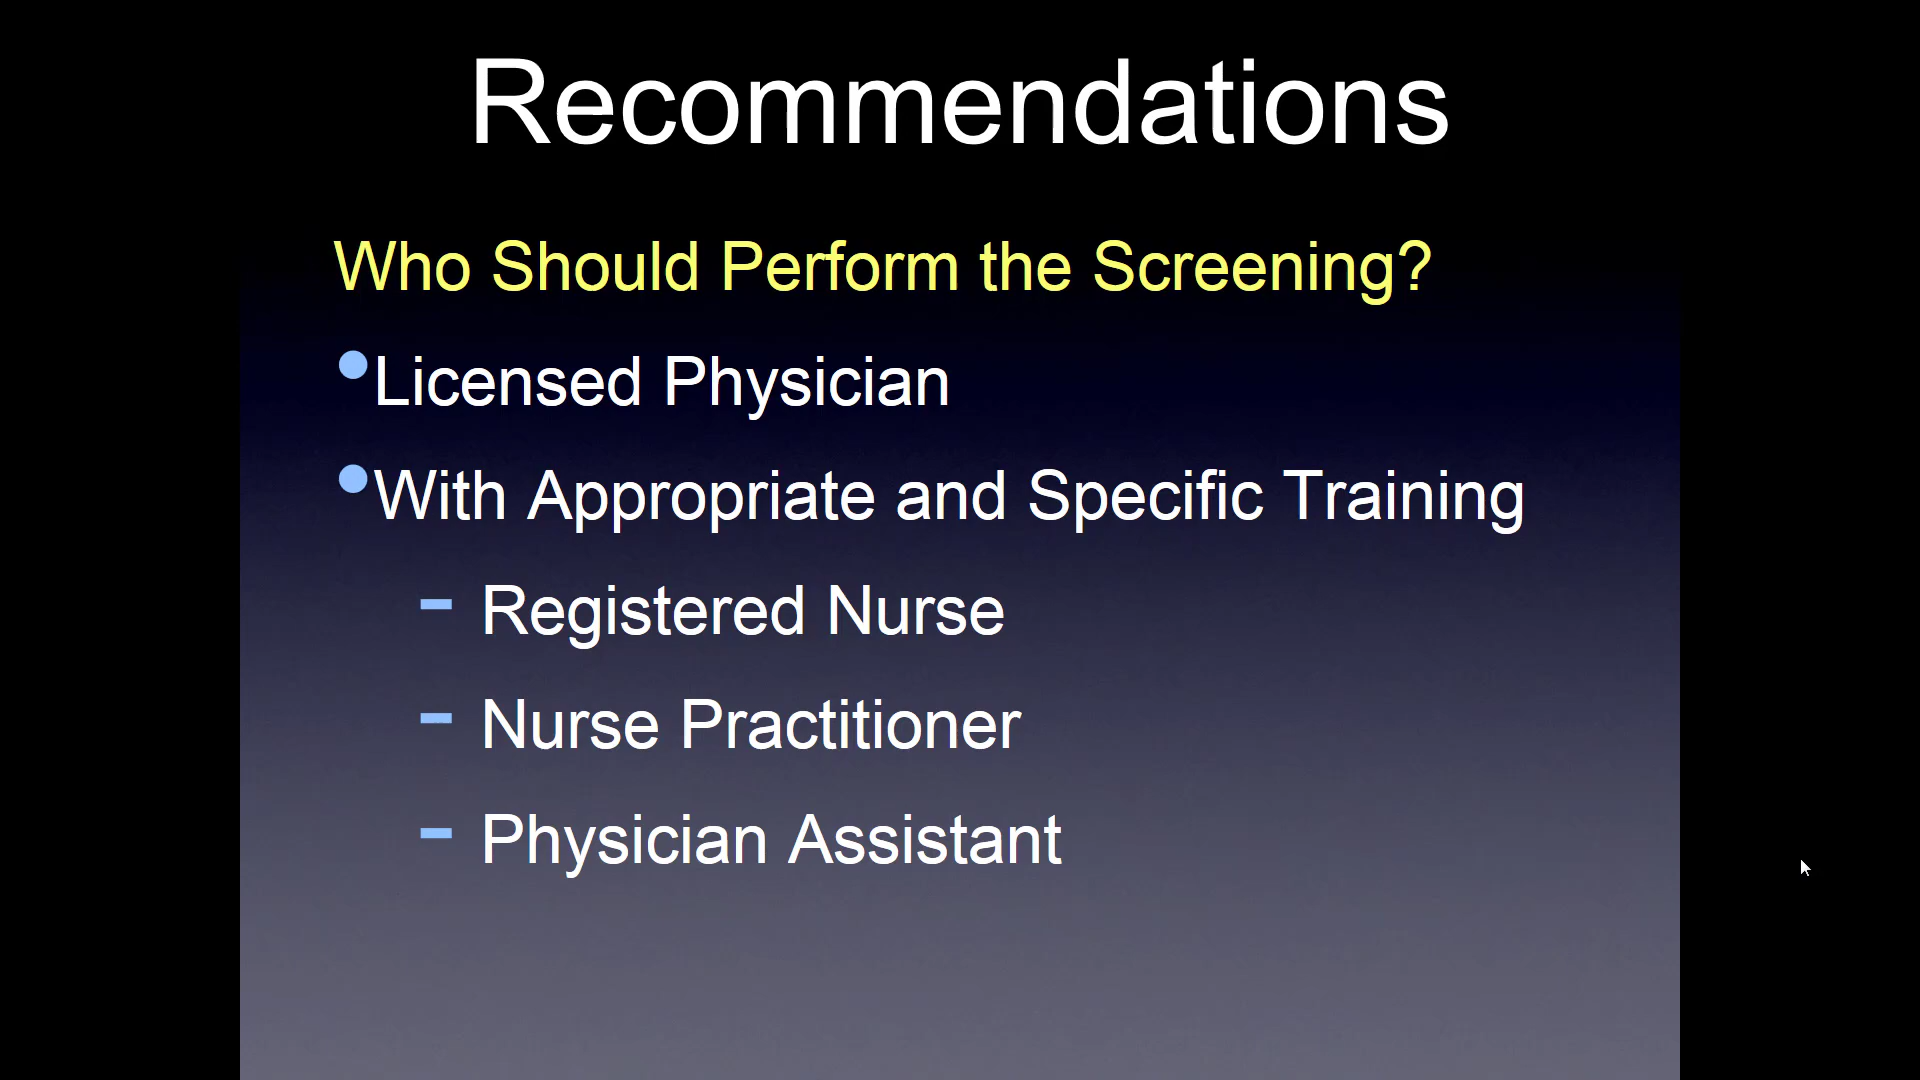 Recommendations
Who Should Perform the Screening?
•Licensed Physician
•With Appropriate and Specific Training
- Registered Nurse
- Nurse Practitioner
- Physician Assistant